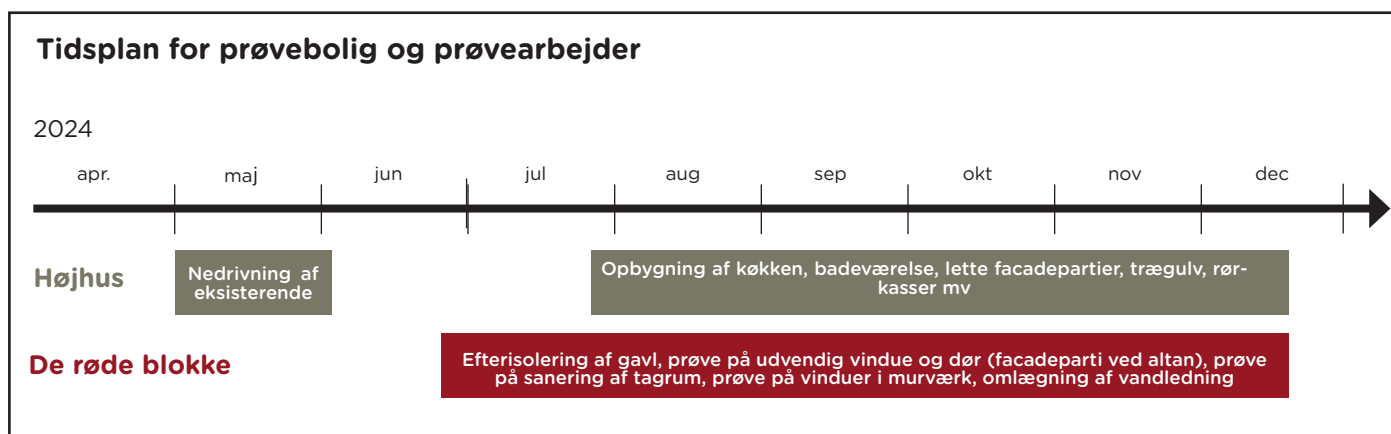 Tidsplan for prøvebolig og prøvearbejder
2024
apr. maj jun jul aug sep okt nov dec
Højhus
Nedrivning af
eksisterende
Opbygning af køkken, badeværelse, lette facadepartier, trægulv, rør-
kasser mv
De røde blokke
Efterisolering af gavl, prøve på udvendig vindue og dør (facadeparti ved altan), prøve
på sanering af tagrum, prøve på vinduer i murværk, omlægning af vandledning